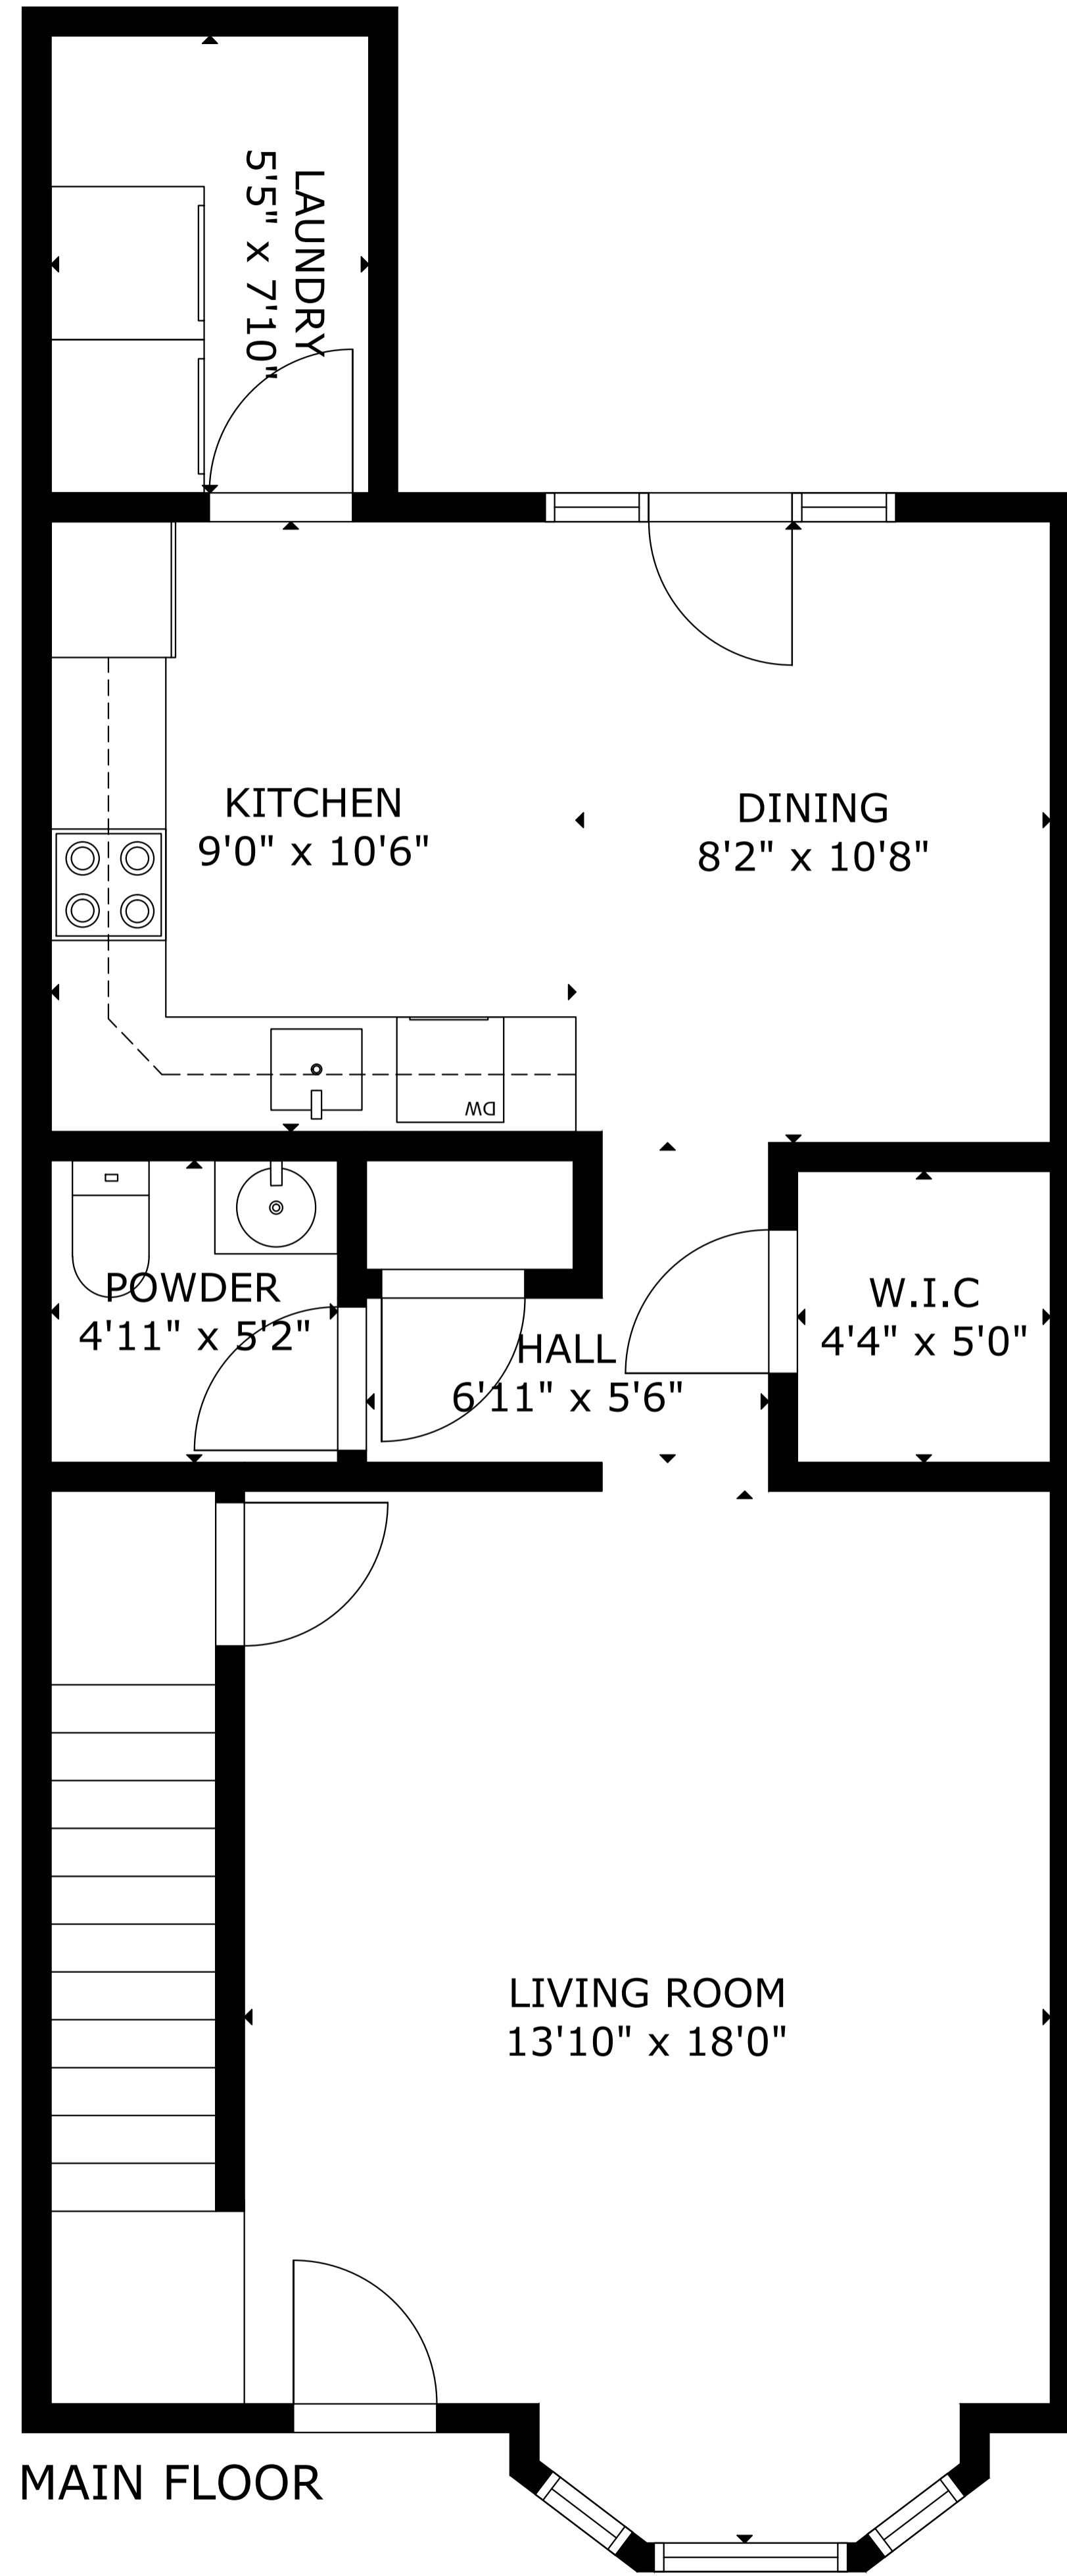 LAUNDRY
5'5" x 7'10"
KITCHEN
9'0" x 10'6"
DINING
8'2" x 10'8"
DW
POWDER
4'11" x 5'2"
HALL
6'11" x 5'6"
W.I.C
4'4" x 5'0"
LIVING ROOM
13'10" x 18'0"
MAIN FLOOR